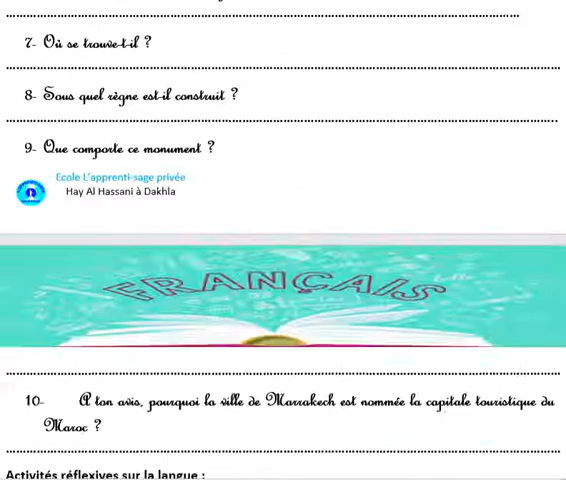 7- Où se trouve-t-il ?
8- Sous quel règne est-il construit ?
9- Que comporte ce monument ?
Ecole L'apprenti-sage privée
Hay Al Hassani à Dakhla
FRANÇAIS
10- A ton avis, pourquoi la ville de Marrakech est nommée la capitale touristique du
Maroc ?
Activités réflexives sur la langue :